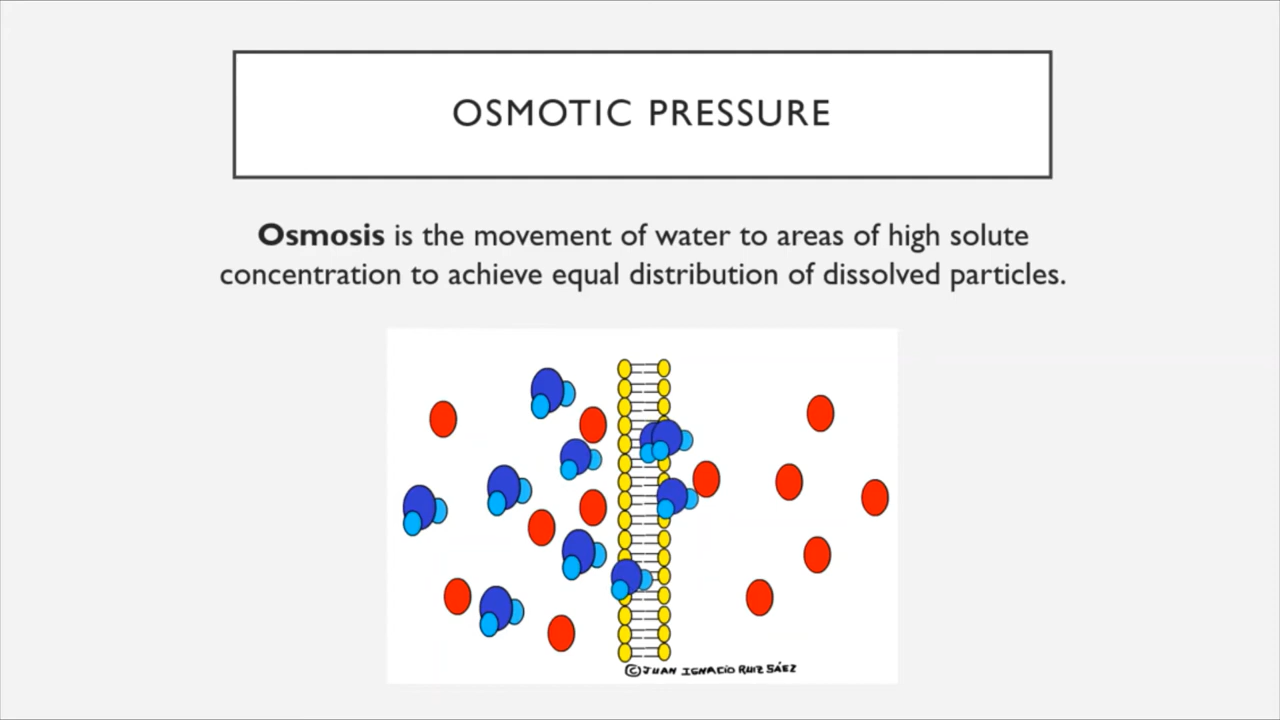 OSMOTIC PRESSURE
Osmosis is the movement of water to areas of high solute
concentration to achieve equal distribution of dissolved particles.
©JUAN IGNACIO RUIZ SÁEZ